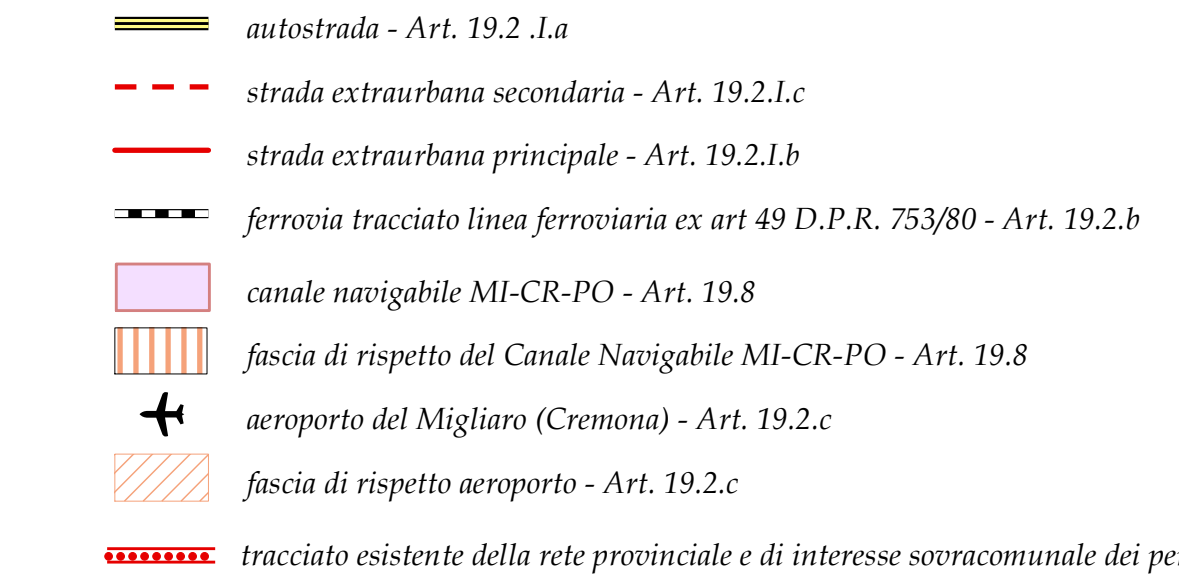 autostrada - Art. 19.2 .I.a
strada extraurbana secondaria - Art. 19.2.I.c
strada extraurbana principale - Art. 19.2.I.b
ferrovia tracciato linea ferroviaria ex art 49 D.P.R. 753/80 - Art. 19.2.b
canale navigabile MI-CR-PO - Art. 19.8
fascia di rispetto del Canale Navigabile MI-CR-PO - Art. 19.8
aeroporto del Migliaro (Cremona) - Art. 19.2.c
fascia di rispetto aeroporto - Art. 19.2.c
tracciato esistente della rete provinciale e di interesse sovracomunale dei